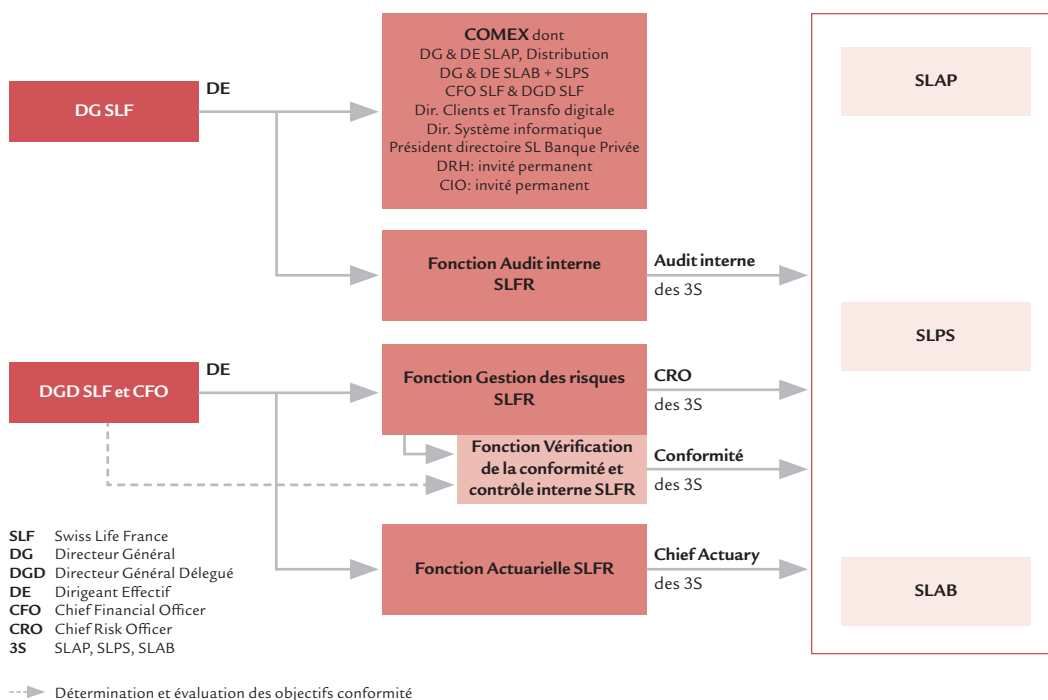 COMEX dont
DG & DE SLAP, Distribution
DG & DE SLAB + SLPS
CFO SLF & DGD SLF
Dir. Clients et Transfo digitale
Dir. Système informatique
Président directoire SL Banque Privée
DRH: invité permanent
CIO: invité permanent
DG SLF
DE
SLAP
Fonction Audit interne
SLFR
Audit interne
des 3S
SLPS
DGD SLF et CFO
DE
Fonction Gestion des risques
SLFR
CRO
des 3S
Fonction Vérification
de la conformité et
contrôle interne SLFR
Conformité
des 3S
Fonction Actuarielle SLFR
Chief Actuary
des 3S
SLAB
SLF Swiss Life France
DG Directeur Général
DGD Directeur Général Délegué
DE Dirigeant Effectif
CFO Chief Financial Officer
CRO Chief Risk Officer
3S SLAP, SLPS, SLAB
Détermination et évaluation des objectifs conformité